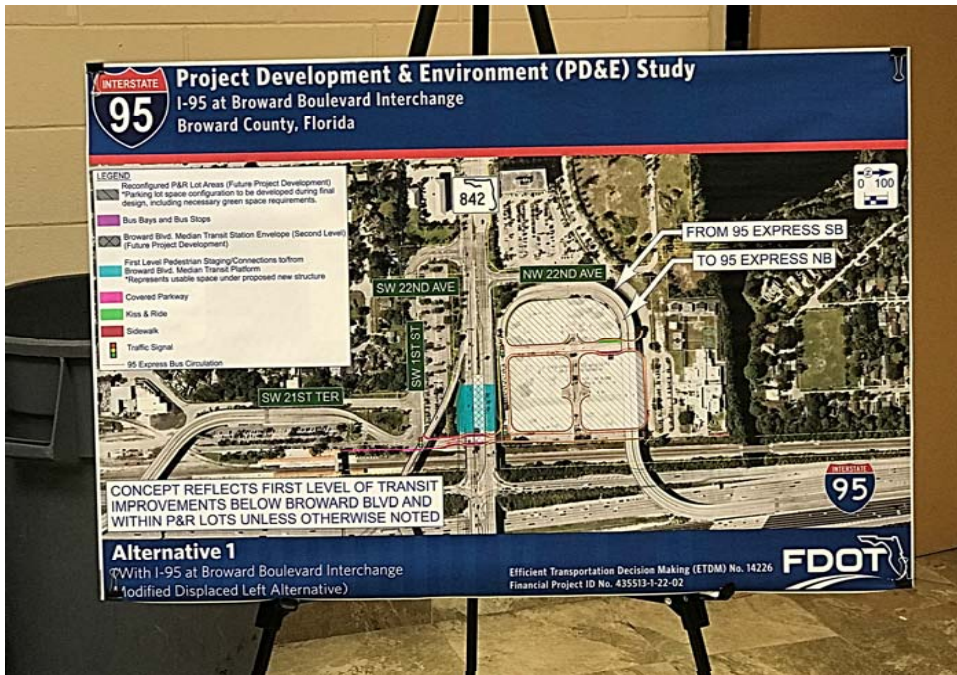 INTERSTATE
95
Project Development & Environment (PD&E) Study
I-95 at Broward Boulevard Interchange
Broward County, Florida
LEGEND
Reconfigured P&R Lot Areas (Future Project Development)
*Parking lot space configuration to be developed during final
design, including necessary green space requirements.
Bus Bays and Bus Stops
Broward Blvd. Median Transit Station Envelope (Second Level)
(Future Project Development)
First Level Pedestrian Staging/Connections to/from
Broward Blvd. Median Transit Platform
*Represents usable space under proposed new structure
Covered Parkway
Kiss & Ride
Sidewalk
Traffic Signal
95 Express Bus Circulation
842
0 100
FROM 95 EXPRESS SB
TO 95 EXPRESS NB
SW 22ND AVE
NW 22ND AVE
SW 1ST ST
SW 21ST TER
INTERSTATE
95
CONCEPT REFLECTS FIRST LEVEL OF TRANSIT
IMPROVEMENTS BELOW BROWARD BLVD AND
WITHIN P&R LOTS UNLESS OTHERWISE NOTED
Alternative 1
(With I-95 at Broward Boulevard Interchange
Modified Displaced Left Alternative)
Efficient Transportation Decision Making (ETDM) No. 14226
Financial Project ID No. 435513-1-22-02
FDOT